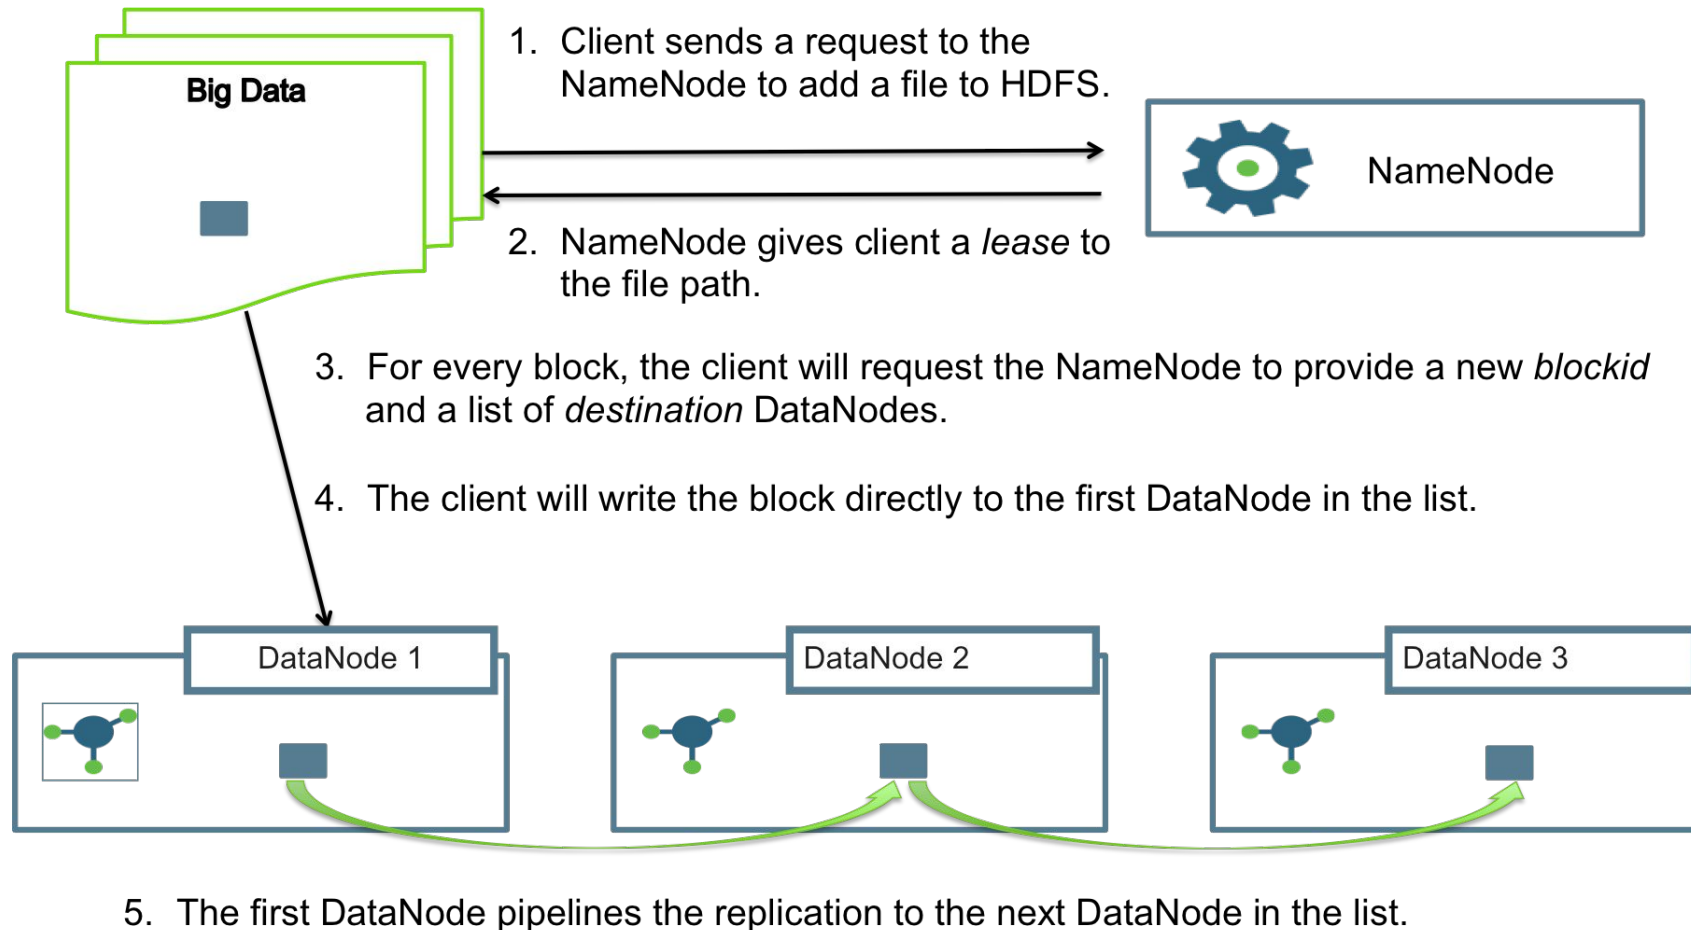 Big Data
1. Client sends a request to the
NameNode to add a file to HDFS.
NameNode
2. NameNode gives client a lease to
the file path.
3. For every block, the client will request the NameNode to provide a new blockid
and a list of destination DataNodes.
4. The client will write the block directly to the first DataNode in the list.
DataNode 1
DataNode 2
DataNode 3
5. The first DataNode pipelines the replication to the next DataNode in the list.